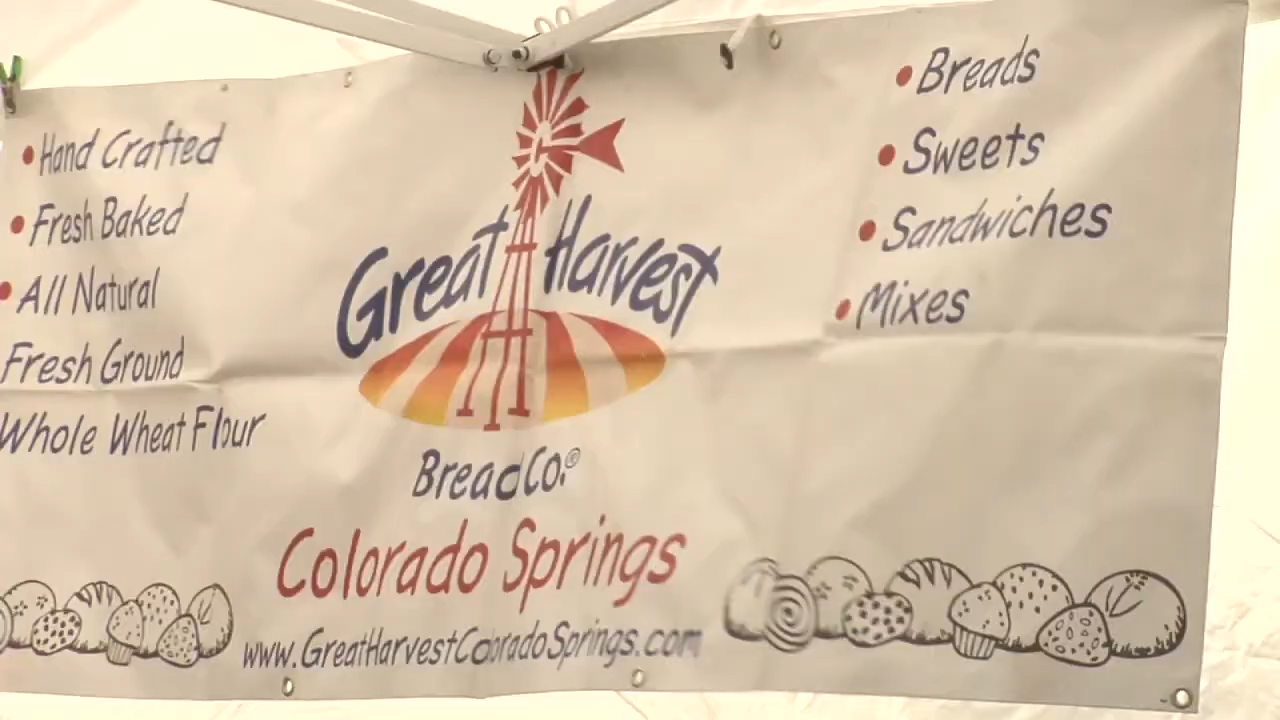 • Hand Crafted
• Fresh Baked
• All Natural
Fresh Ground
Whole Wheat Flour
Great Harvest
Bread Co.©
Colorado Springs
www.GreatHarvestColoradoSprings.com
• Breads
• Sweets
• Sandwiches
• Mixes